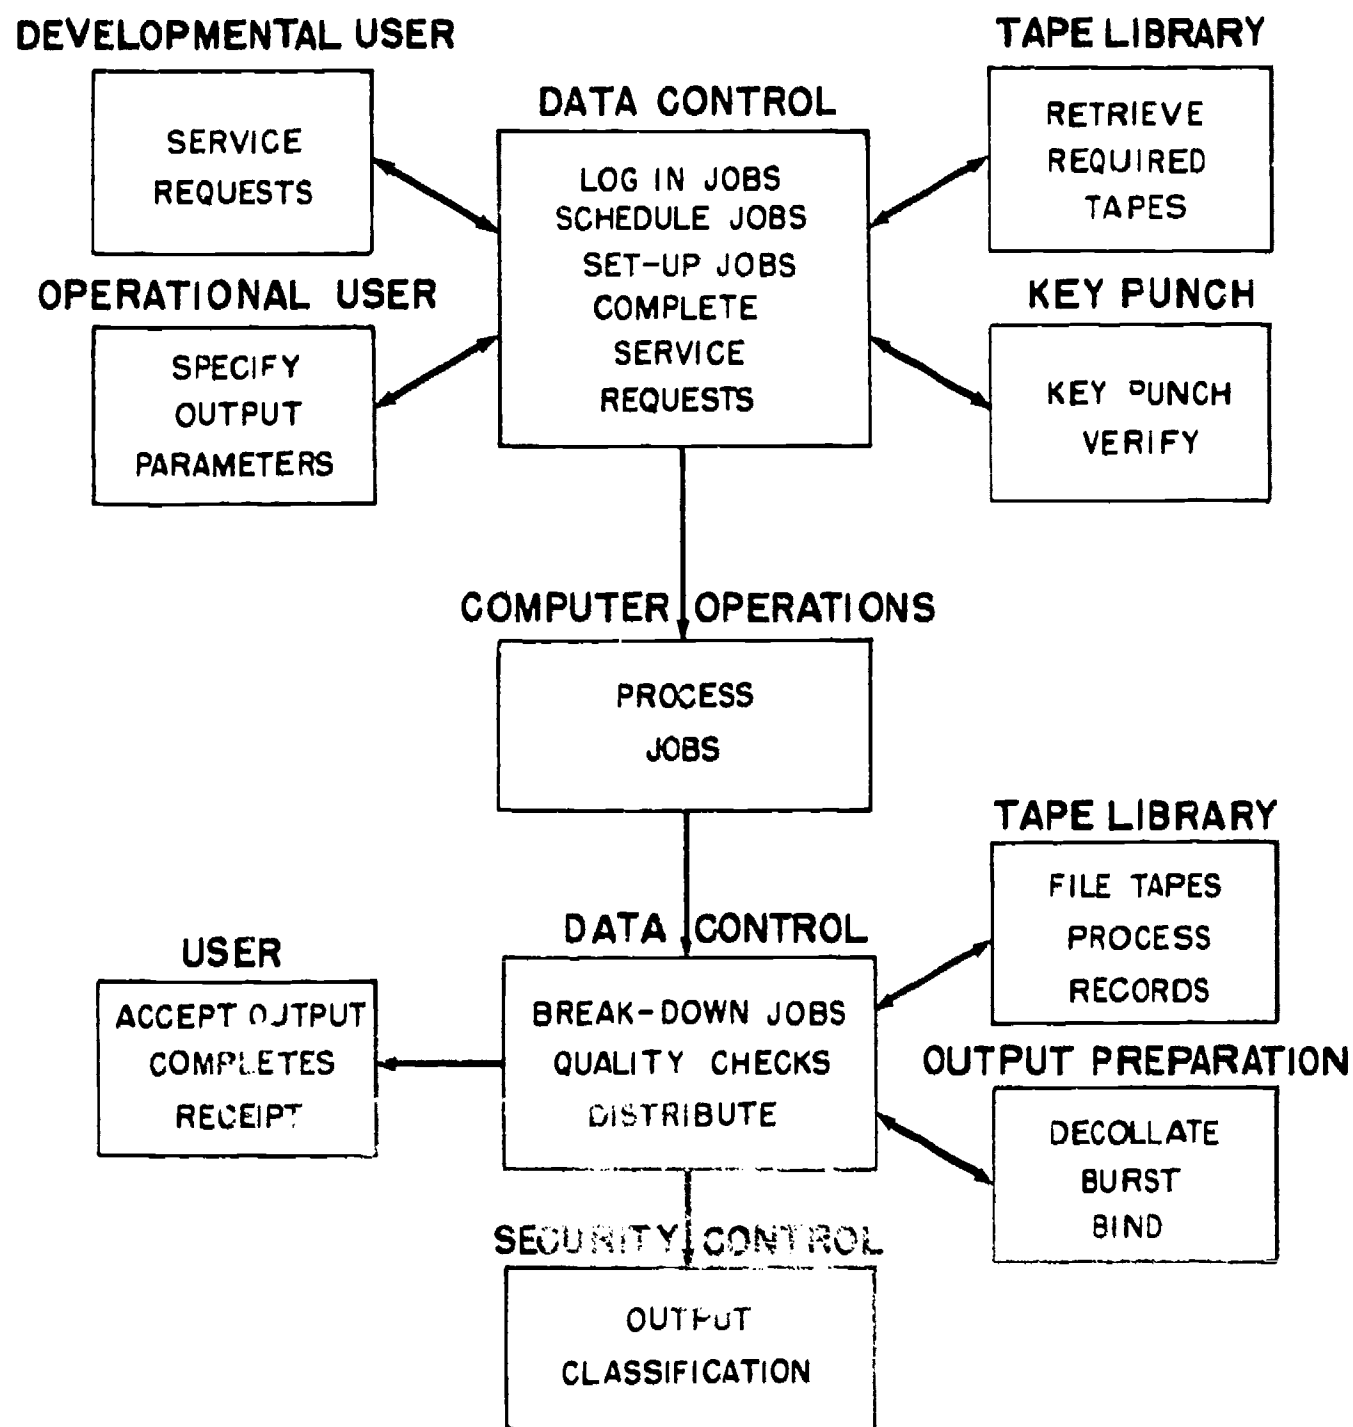 DEVELOPMENTAL USER
SERVICE
REQUESTS
OPERATIONAL USER
SPECIFY
OUTPUT
PARAMETERS
DATA CONTROL
LOG IN JOBS
SCHEDULE JOBS
SET-UP JOBS
COMPLETE
SERVICE
REQUESTS
TAPE LIBRARY
RETRIEVE
REQUIRED
TAPES
KEY PUNCH
KEY PUNCH
VERIFY
COMPUTER OPERATIONS
PROCESS
JOBS
DATA CONTROL
BREAK-DOWN JOBS
QUALITY CHECKS
DISTRIBUTE
USER
ACCEPT OUTPUT
COMPLETES
RECEIPT
TAPE LIBRARY
FILE TAPES
PROCESS
RECORDS
OUTPUT PREPARATION
DECOLLATE
BURST
BIND
SECURITY CONTROL
OUTPUT
CLASSIFICATION